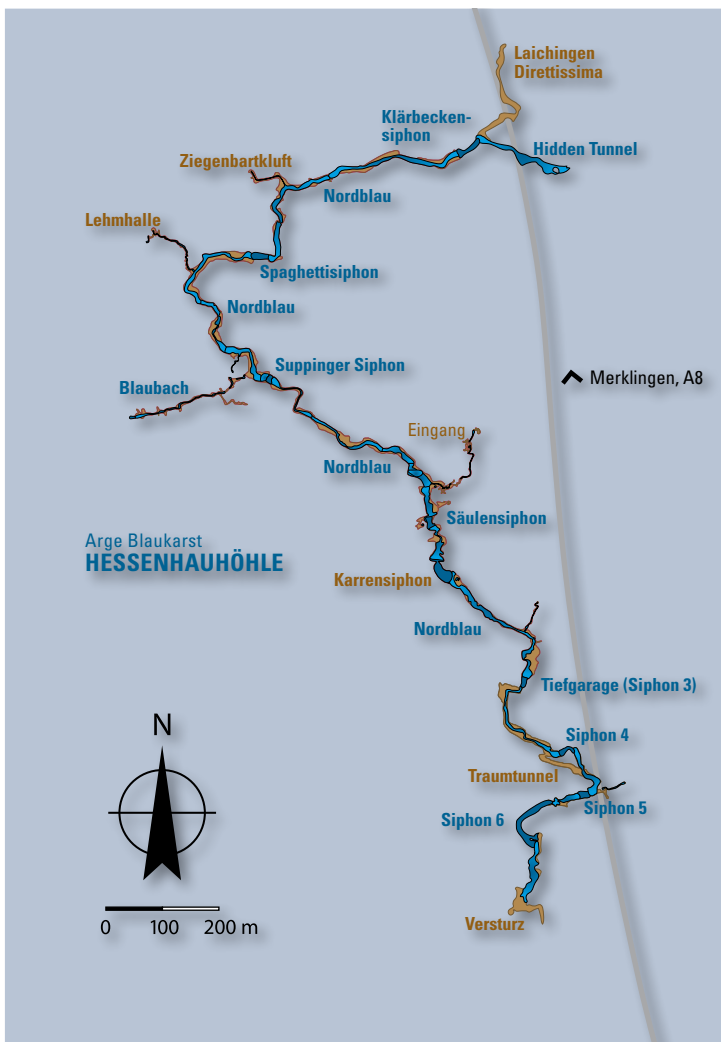 Laichingen
Direttissima
Klärbecken-
siphon
Hidden Tunnel
Ziegenbartkluft
Nordblau
Lehmhalle
Spaghettisiphon
Nordblau
Suppinger Siphon
Blaubach
Merklingen, A8
Eingang
Nordblau
Säulensiphon
Arge Blaukarst
HESSENHAUHÖHLE
Karrensiphon
Nordblau
Tiefgarage (Siphon 3)
N
Siphon 4
Traumtunnel
Siphon 5
Siphon 6
0 100 200 m
Versturz